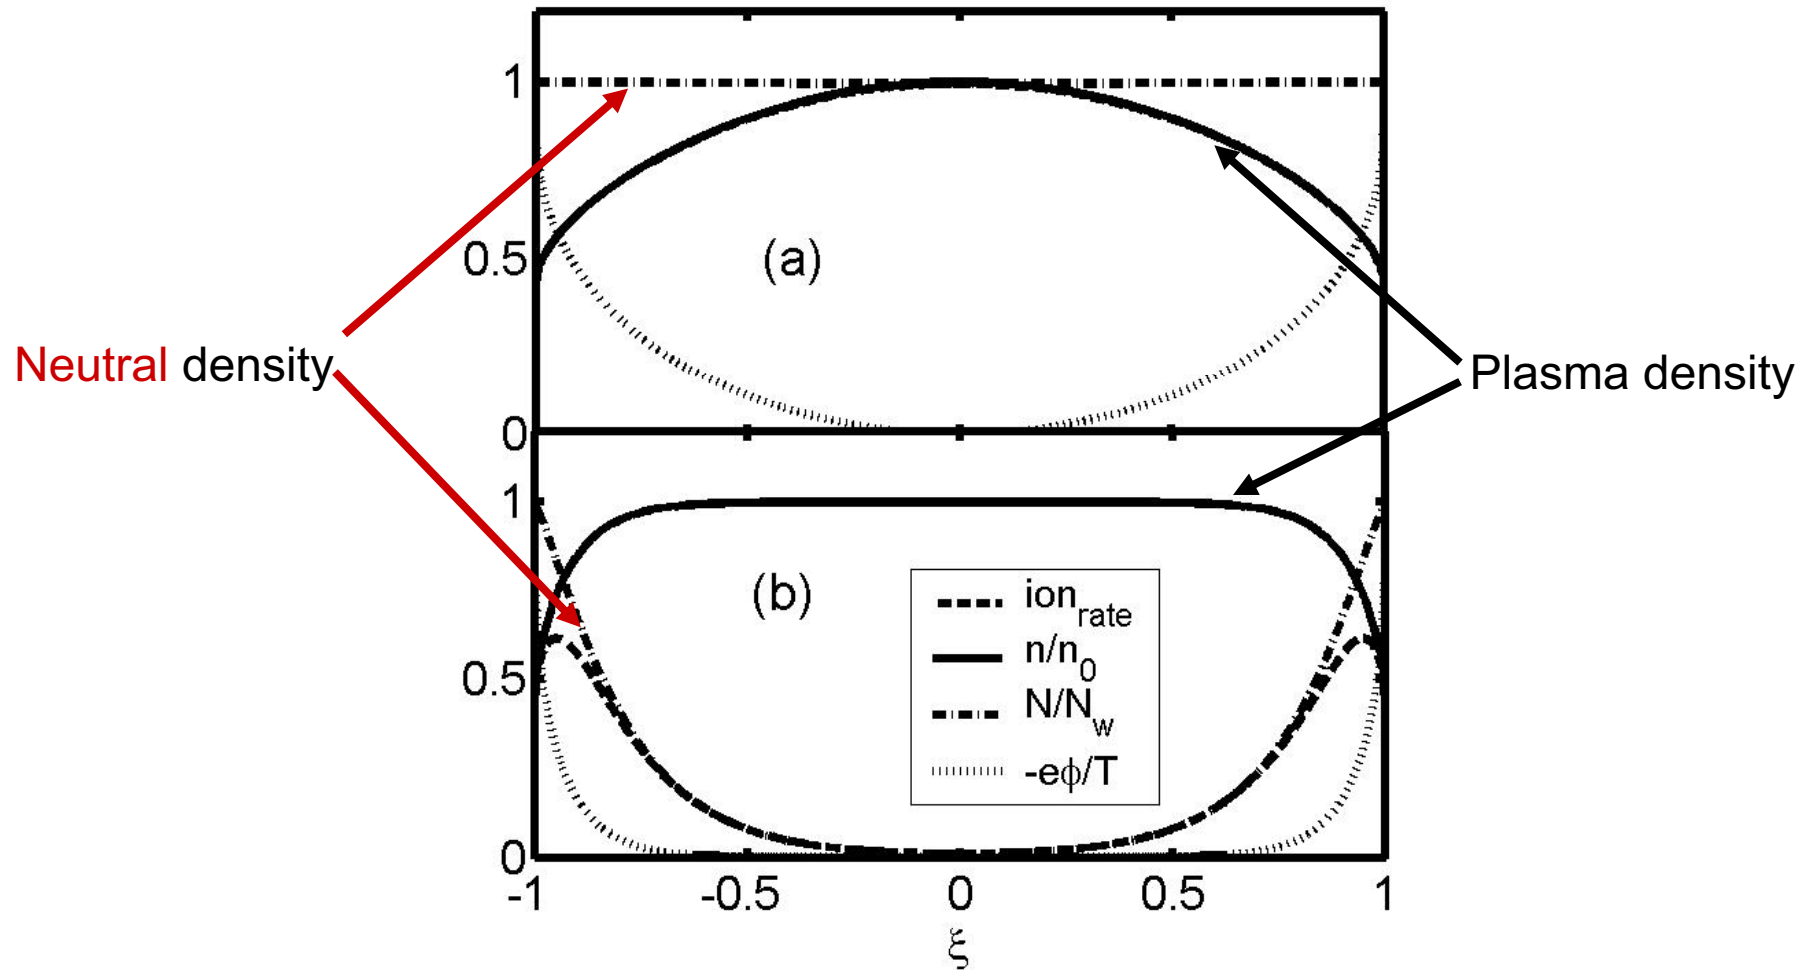 1
0.5
0
(a)
Neutral density
Plasma density
1
0.5
0
(b)
ion_rate
n/n_0
N/N_w
-eϕ/T
-1
-0.5
0
0.5
1
ξ